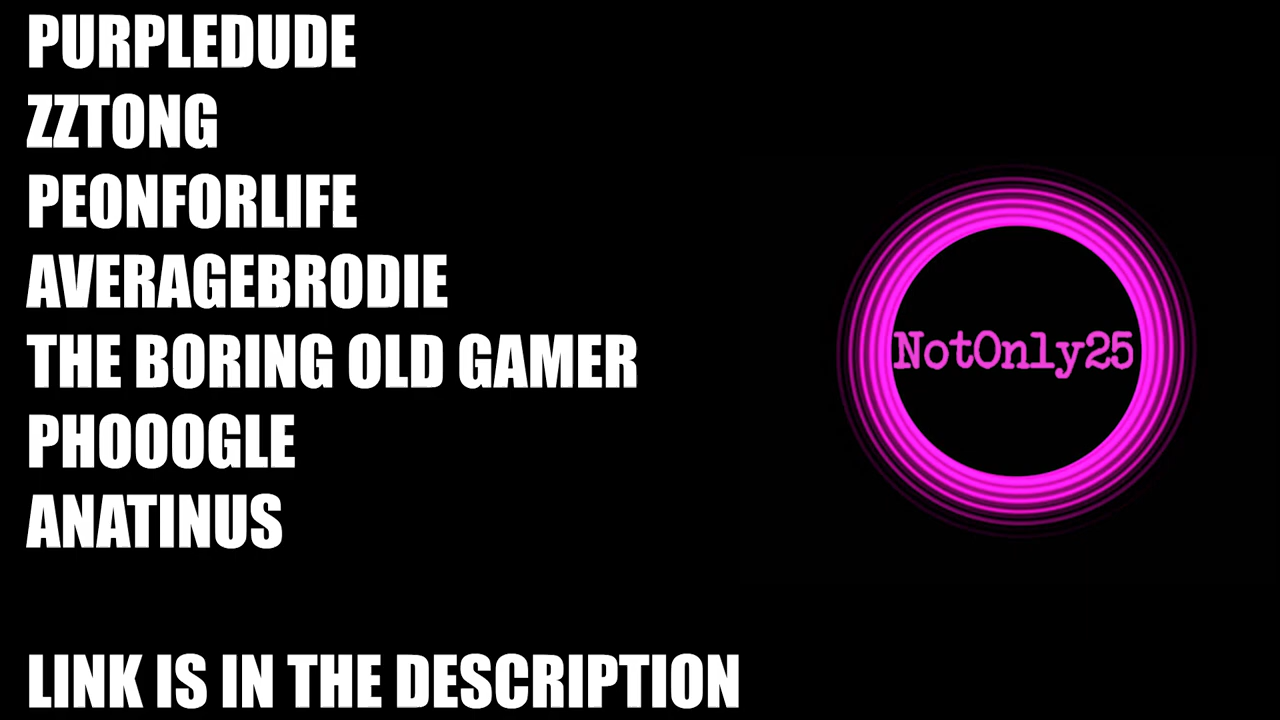 PURPLEDUDE
ZZTONG
PEONFORLIFE
AVERAGEBRODIE
THE BORING OLD GAMER
PHOOOGLE
ANATINUS
LINK IS IN THE DESCRIPTION
NotOnly25